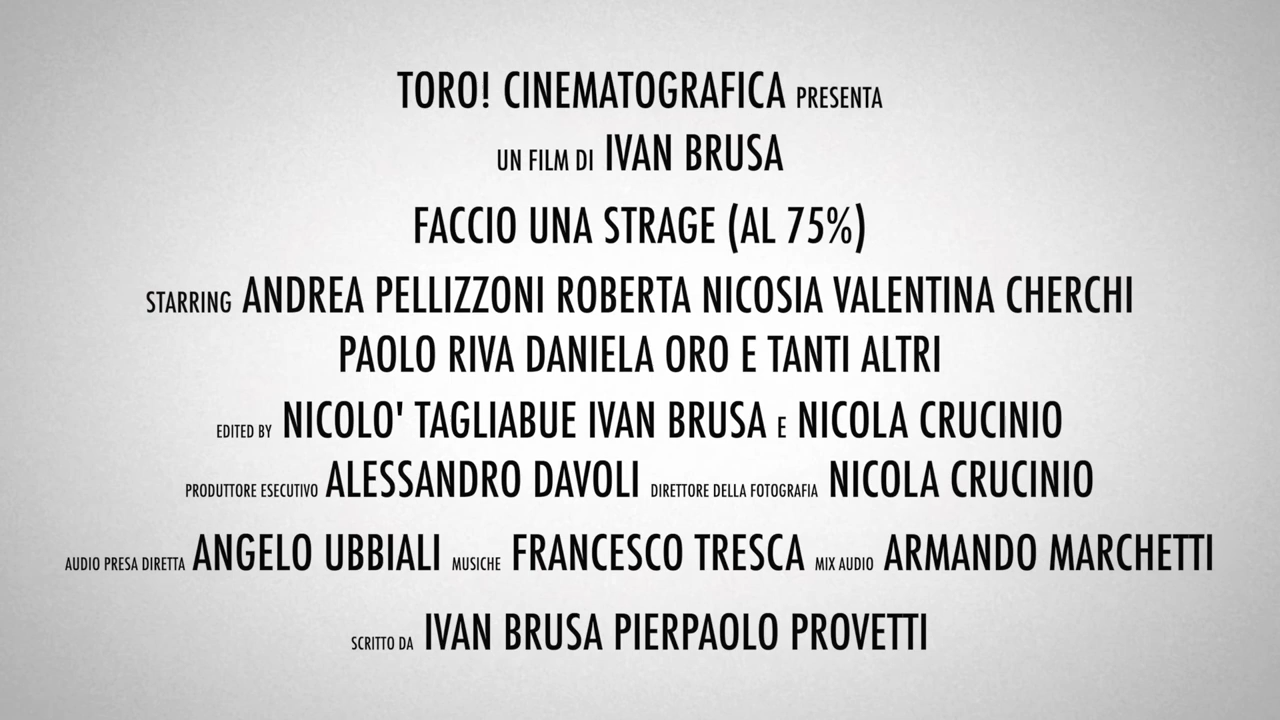 TORO! CINEMATOGRAFICA PRESENTA
UN FILM DI IVAN BRUSA
FACCIO UNA STRAGE (AL 75%)
STARRING ANDREA PELLIZZONI ROBERTA NICOSIA VALENTINA CHERCHI
PAOLO RIVA DANIELA ORO E TANTI ALTRI
EDITED BY NICOLO' TAGLIABUE IVAN BRUSA E NICOLA CRUCINIO
PRODUTTORE ESECUTIVO ALESSANDRO DAVOLI DIRETTORE DELLA FOTOGRAFIA NICOLA CRUCINIO
AUDIO PRESA DIRETTA ANGELO UBBIALI MUSICHE FRANCESCO TRESCA MIX AUDIO ARMANDO MARCHETTI
SCRITTO DA IVAN BRUSA PIERPAOLO PROVETTI